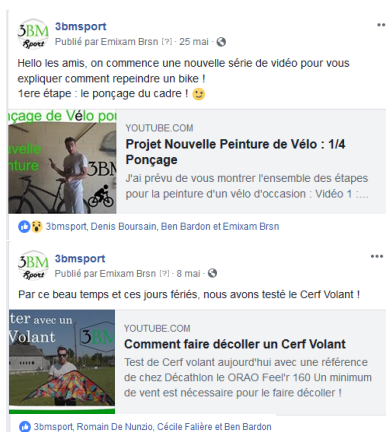 3BM
Sport
3bmsport
Publié par Emixam Brsn [?] · 25 mai ·
Hello les amis, on commence une nouvelle série de vidéo pour vous
expliquer comment repeindre un bike !
1ere étape : le ponçage du cadre !
nçage de Vélo pou
velle
nture
3B
YOUTUBE.COM
Projet Nouvelle Peinture de Vélo : 1/4
Ponçage
J'ai prévu de vous montrer l'ensemble des étapes
pour la peinture d'un vélo d'occasion : Vidéo 1 :...
3bmsport, Denis Boursain, Ben Bardon et Emixam Brsn
3BM
Sport
3bmsport
Publié par Emixam Brsn [?] · 8 mai ·
Par ce beau temps et ces jours fériés, nous avons testé le Cerf Volant !
ter avec un
Volant
3
YOUTUBE.COM
Comment faire décoller un Cerf Volant
Test de Cerf volant aujourd'hui avec une référence
de chez Décathlon le ORAO Feel'r 160 Un minimum
de vent est nécessaire pour le faire décoller !
3bmsport, Romain De Nunzio, Cécile Falière et Ben Bardon